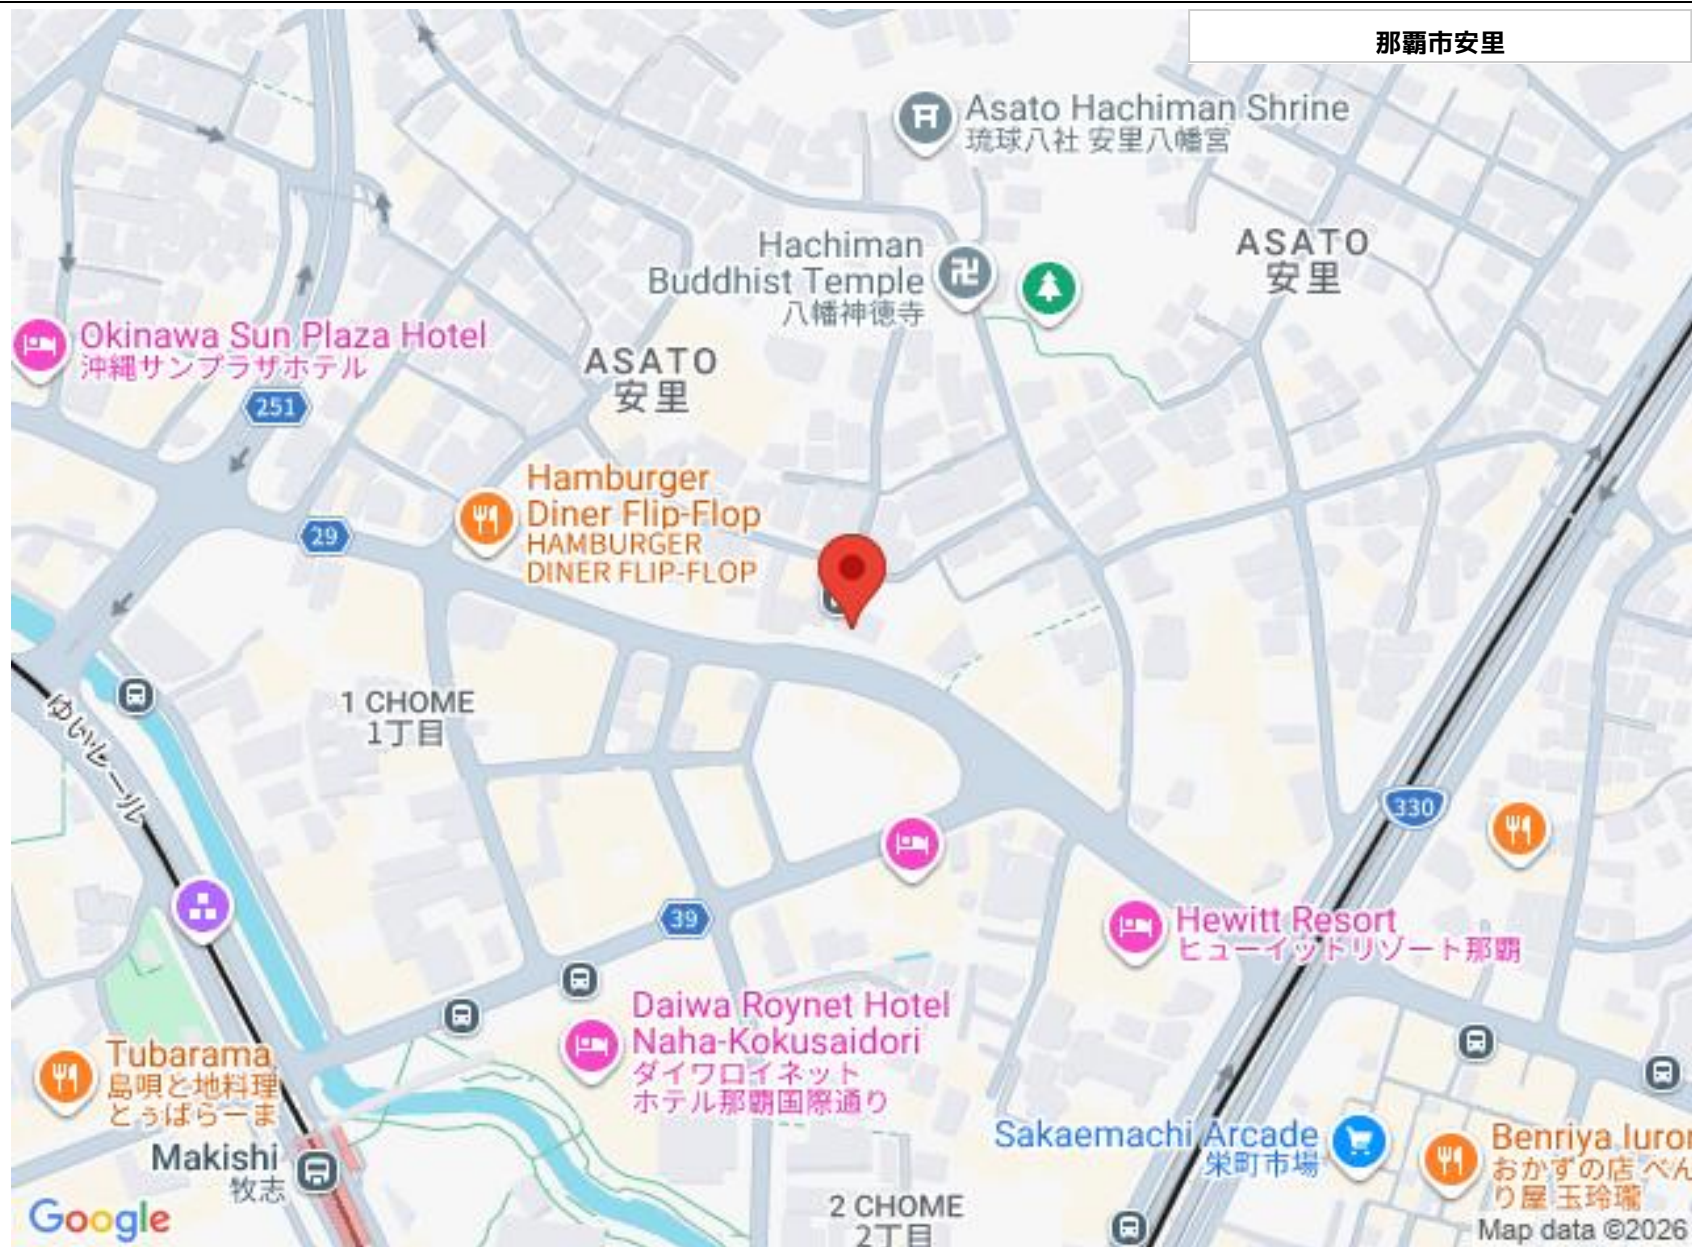 那覇市安里
Asato Hachiman Shrine
琉球八社 安里八幡宮
ASATO
安里
Hachiman
Buddhist Temple
八幡神徳寺
Okinawa Sun Plaza Hotel
沖縄サンプラザホテル
ASATO
安里
251
Hamburger
Diner Flip-Flop
HAMBURGER
DINER FLIP-FLOP
29
1 CHOME
1丁目
ゆいレール
330
39
Hewitt Resort
ヒューイットリゾート那覇
Daiwa Roynet Hotel
Naha-Kokusaidori
ダイワロイネット
ホテル那覇国際通り
Tubarama
島唄と地料理
とぅばらーま
Sakaemachi Arcade
栄町市場
Benriya Iuron
おかずの店 べん
り屋 玉玲瓏
Makishi
牧志
2 CHOME
2丁目
Google
Map data ©2026